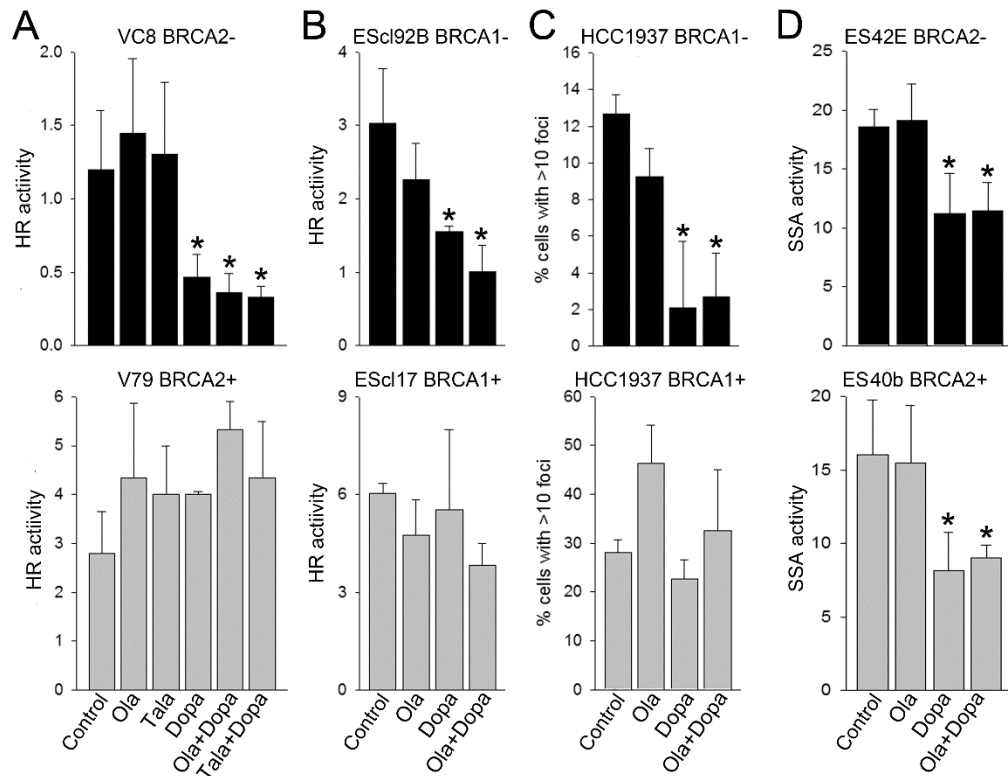 A
VC8 BRCA2-
HR actiivity
2.0
1.5
1.0
0.5
0.0
*
*
*
B
EScl92B BRCA1-
HR actiivity
4
3
2
1
0
*
*
C
HCC1937 BRCA1-
% cells with >10 foci
16
14
12
10
8
6
4
2
0
*
*
D
ES42E BRCA2-
SSA activity
25
20
15
10
5
0
*
*
V79 BRCA2+
HR actiivity
6
5
4
3
2
1
0
Control
Ola
Tala
Dopa
Ola+Dopa
Tala+Dopa
EScl17 BRCA1+
HR actiivity
9
6
3
0
Control
Ola
Dopa
Ola+Dopa
HCC1937 BRCA1+
% cells with >10 foci
60
50
40
30
20
10
0
Control
Ola
Dopa
Ola+Dopa
ES40b BRCA2+
SSA activity
20
15
10
5
0
*
*
Control
Ola
Dopa
Ola+Dopa